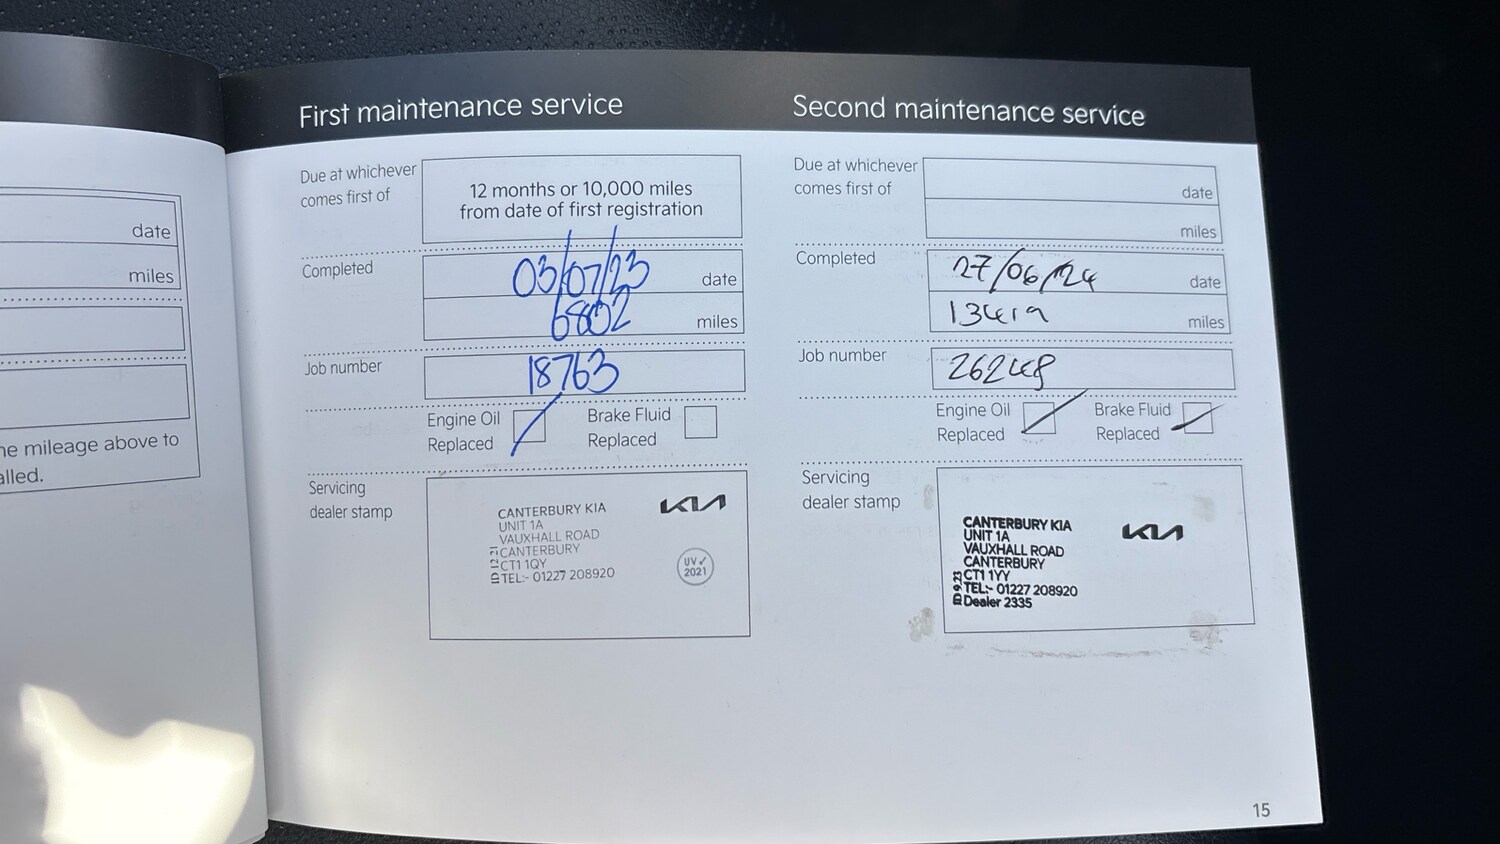 date
miles
he mileage above to
alled.
First maintenance service
Due at whichever
comes first of
12 months or 10,000 miles
from date of first registration
Completed
03/07/23 date
6802 miles
Job number
18763
Engine Oil
Replaced
Brake Fluid
Replaced
Servicing
dealer stamp
CANTERBURY KIA
UNIT 1A
VAUXHALL ROAD
CANTERBURY
CT1 1QY
TEL:- 01227 208920
KIA
UV✓
2021
Second maintenance service
Due at whichever
comes first of
date
miles
Completed
27/06/24 date
13419 miles
Job number
26248
Engine Oil
Replaced
Brake Fluid
Replaced
Servicing
dealer stamp
CANTERBURY KIA
UNIT 1A
VAUXHALL ROAD
CANTERBURY
CT1 1YY
TEL:- 01227 208920
Dealer 2335
KIA
15